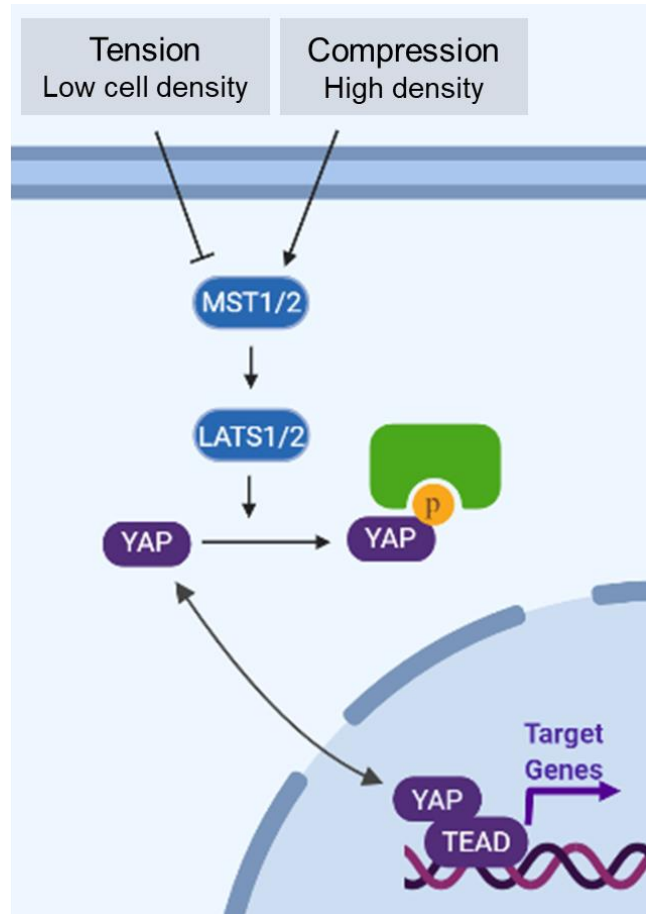 Tension
Low cell density
Compression
High density
MST1/2
LATS1/2
p
YAP
YAP
Target
Genes
YAP
TEAD